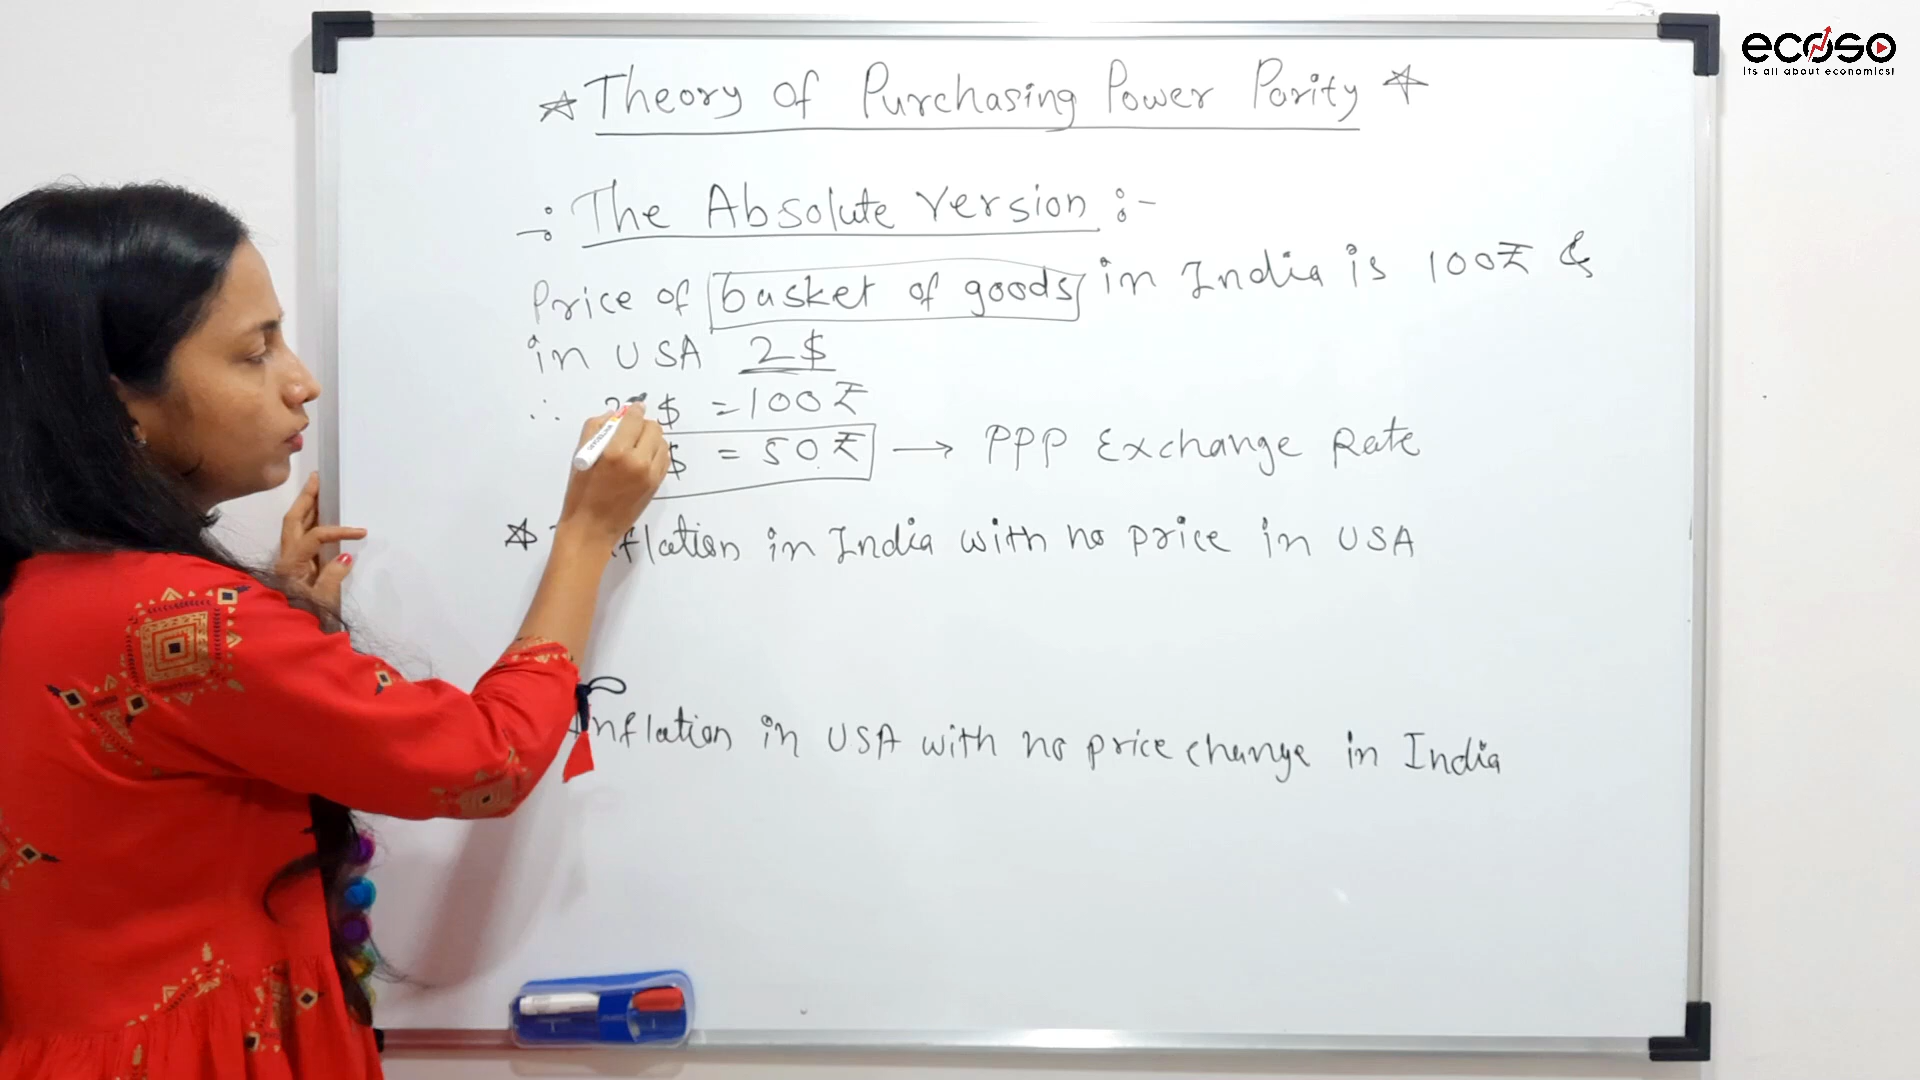 ecoso
its all about economics!
☆ Theory of Purchasing Power Parity ☆
-: The Absolute Version :-
Price of basket of goods in India is 100₹ &
in USA 2$
∴ $ = 100₹
$ = 50₹ → PPP Exchange Rate
☆ in India with no price in USA
Inflation in USA with no price change in India